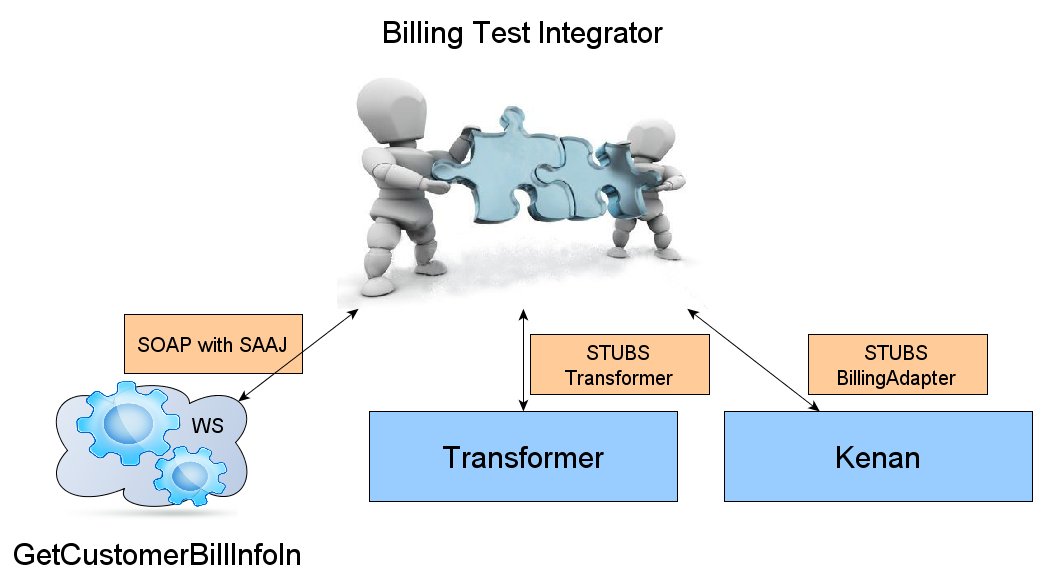 Billing Test Integrator
SOAP with SAAJ
STUBS
Transformer
STUBS
BillingAdapter
WS
Transformer
Kenan
GetCustomerBillInfoIn